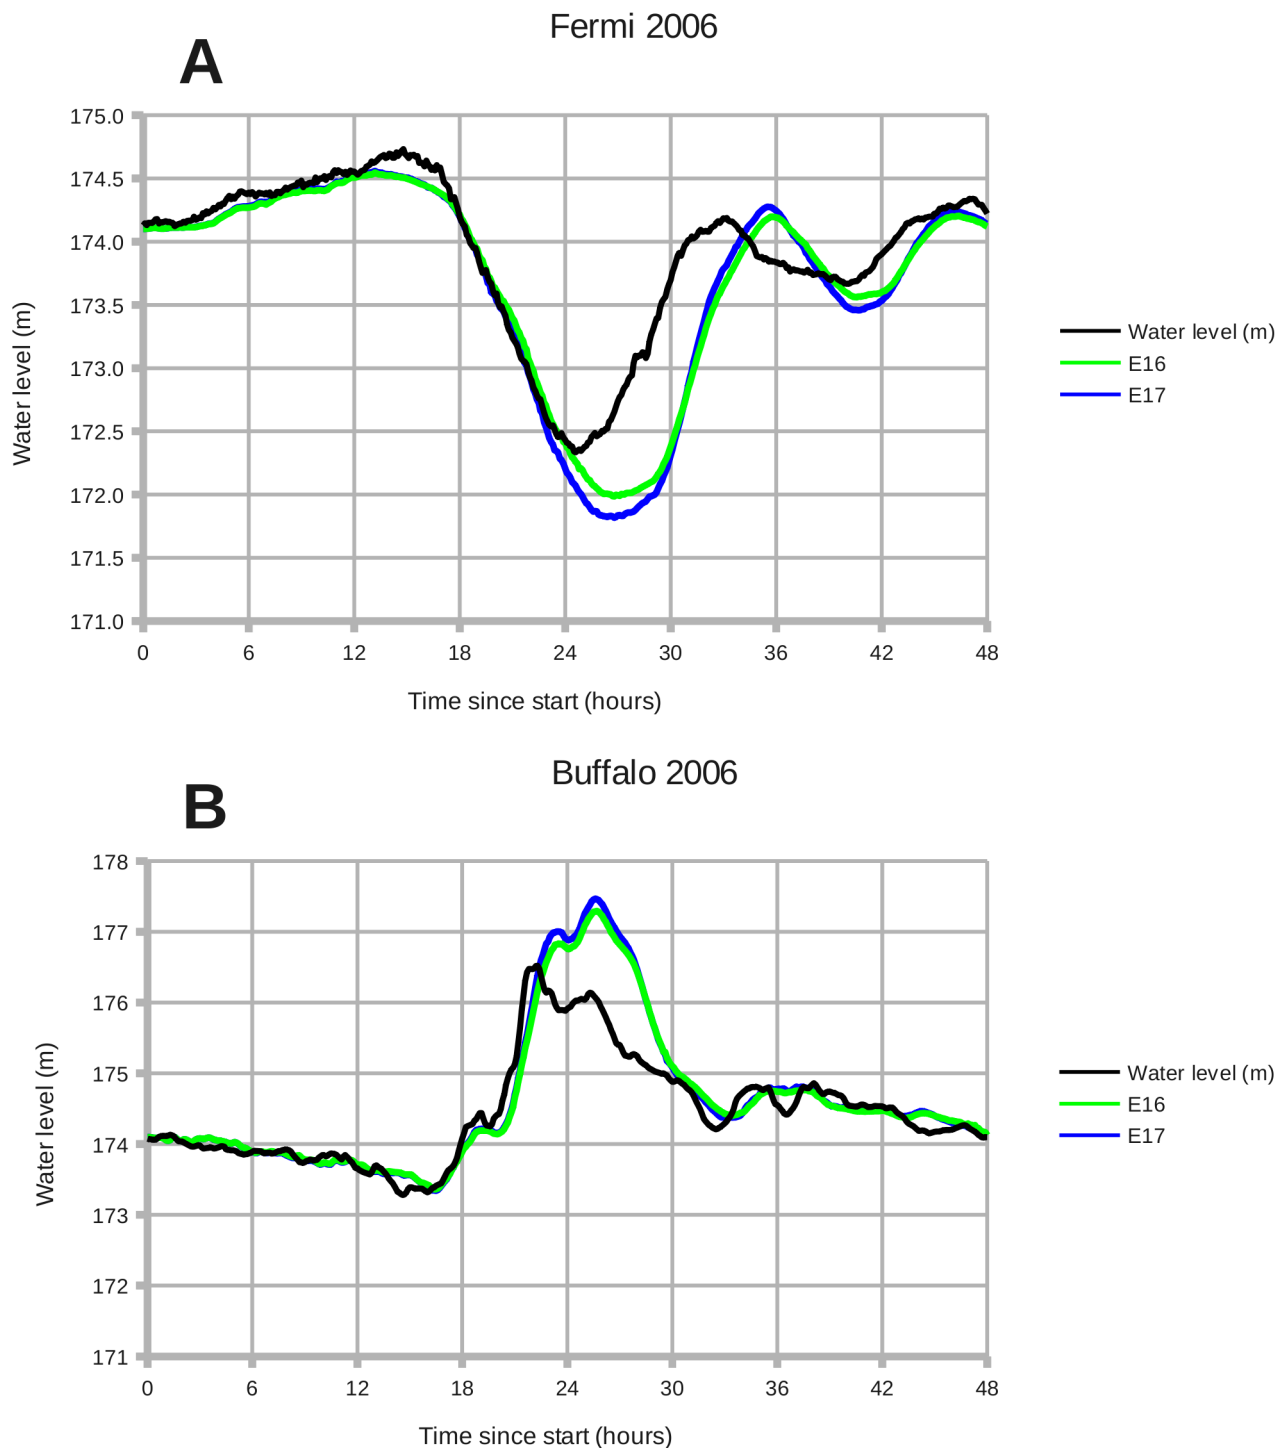 Fermi 2006
A
175.0
174.5
174.0
173.5
173.0
172.5
172.0
171.5
171.0
Water level (m)
0 6 12 18 24 30 36 42 48
Time since start (hours)
Water level (m)
E16
E17
Buffalo 2006
B
178
177
176
175
174
173
172
171
Water level (m)
0 6 12 18 24 30 36 42 48
Time since start (hours)
Water level (m)
E16
E17